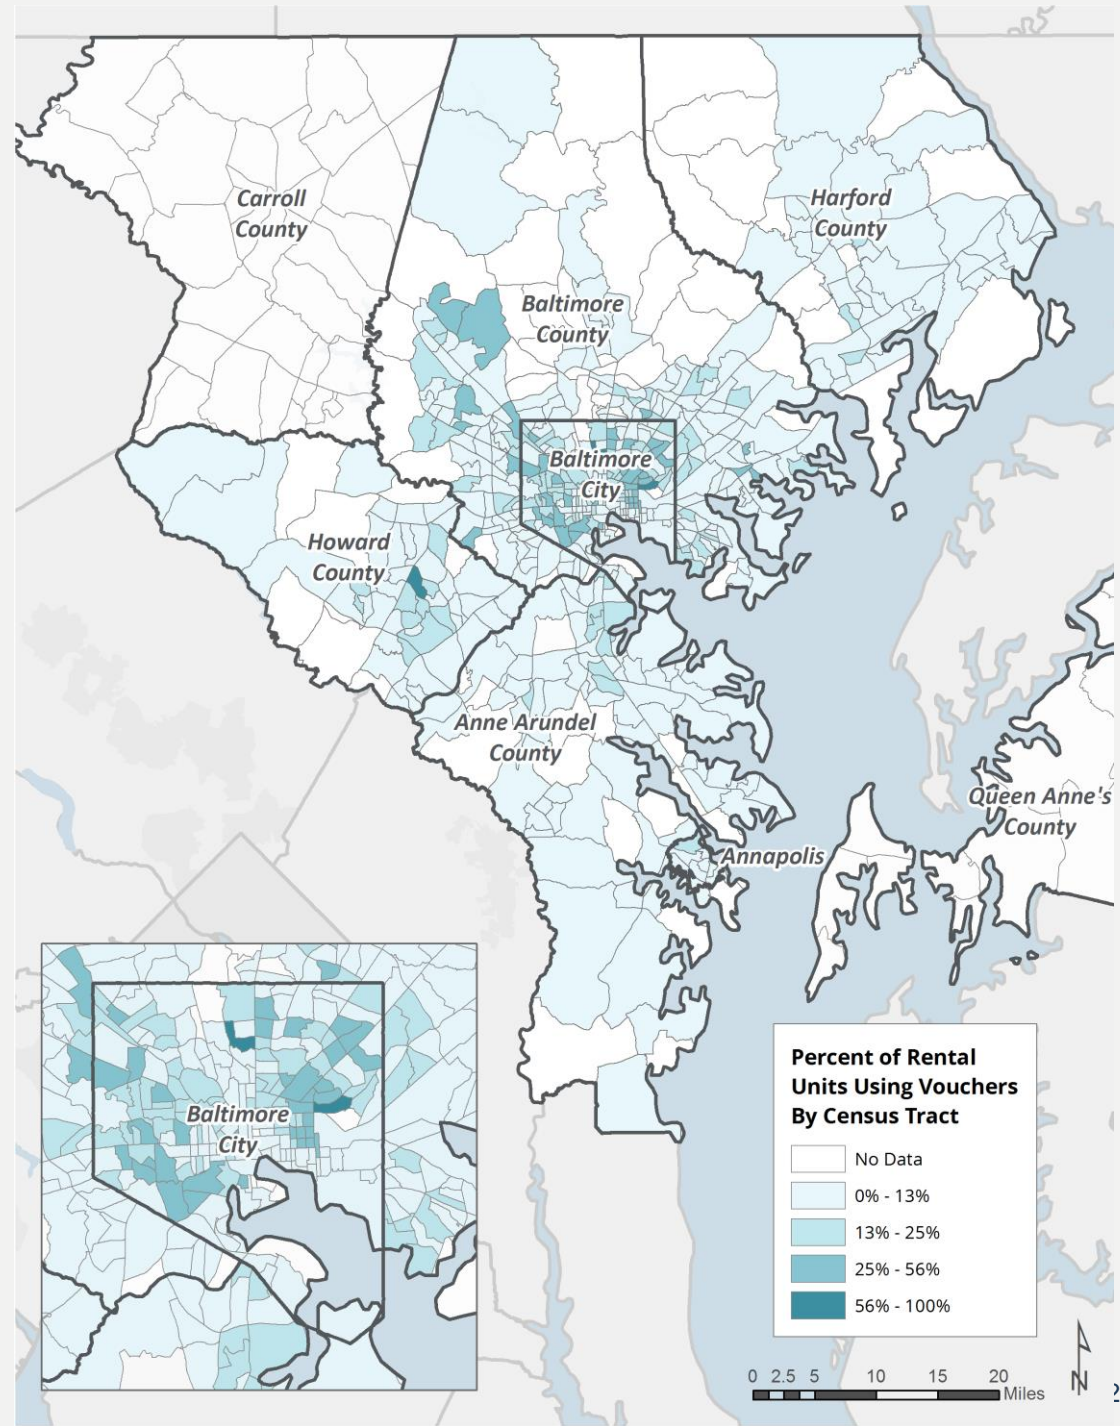 Carroll
County
Harford
County
Baltimore
County
Baltimore
City
Howard
County
Anne Arundel
County
Queen Anne's
County
Annapolis
Baltimore
City
Percent of Rental
Units Using Vouchers
By Census Tract
No Data
0% - 13%
13% - 25%
25% - 56%
56% - 100%
0 2.5 5 10 15 20
Miles
N
2